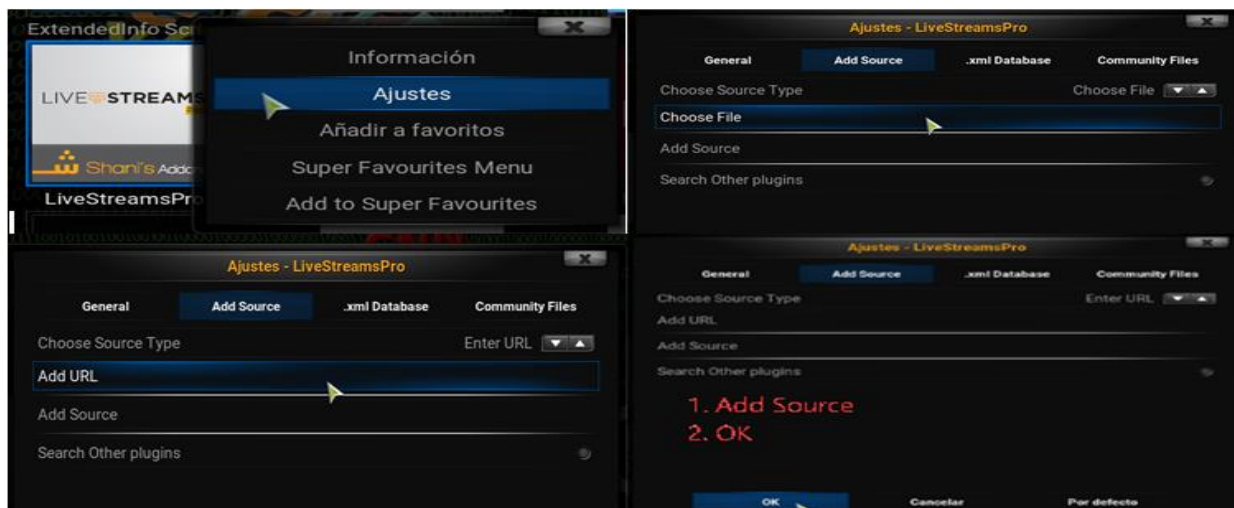 ExtendedInfo
Información
LIVE STREAMS
Ajustes
Añadir a favoritos
Shani's
Super Favourites Menu
LiveStreamsPro
Add to Super Favourites
Ajustes - LiveStreamsPro
General Add Source .xml Database Community Files
Choose Source Type Choose File
Choose File
Add Source
Search Other plugins
Ajustes - LiveStreamsPro
General Add Source .xml Database Community Files
Choose Source Type Enter URL
Add URL
Add Source
Search Other plugins
Ajustes - LiveStreamsPro
General Add Source .xml Database Community Files
Choose Source Type Enter URL
Add URL
Add Source
Search Other plugins
1. Add Source
2. OK
OK Cancelar Por defecto